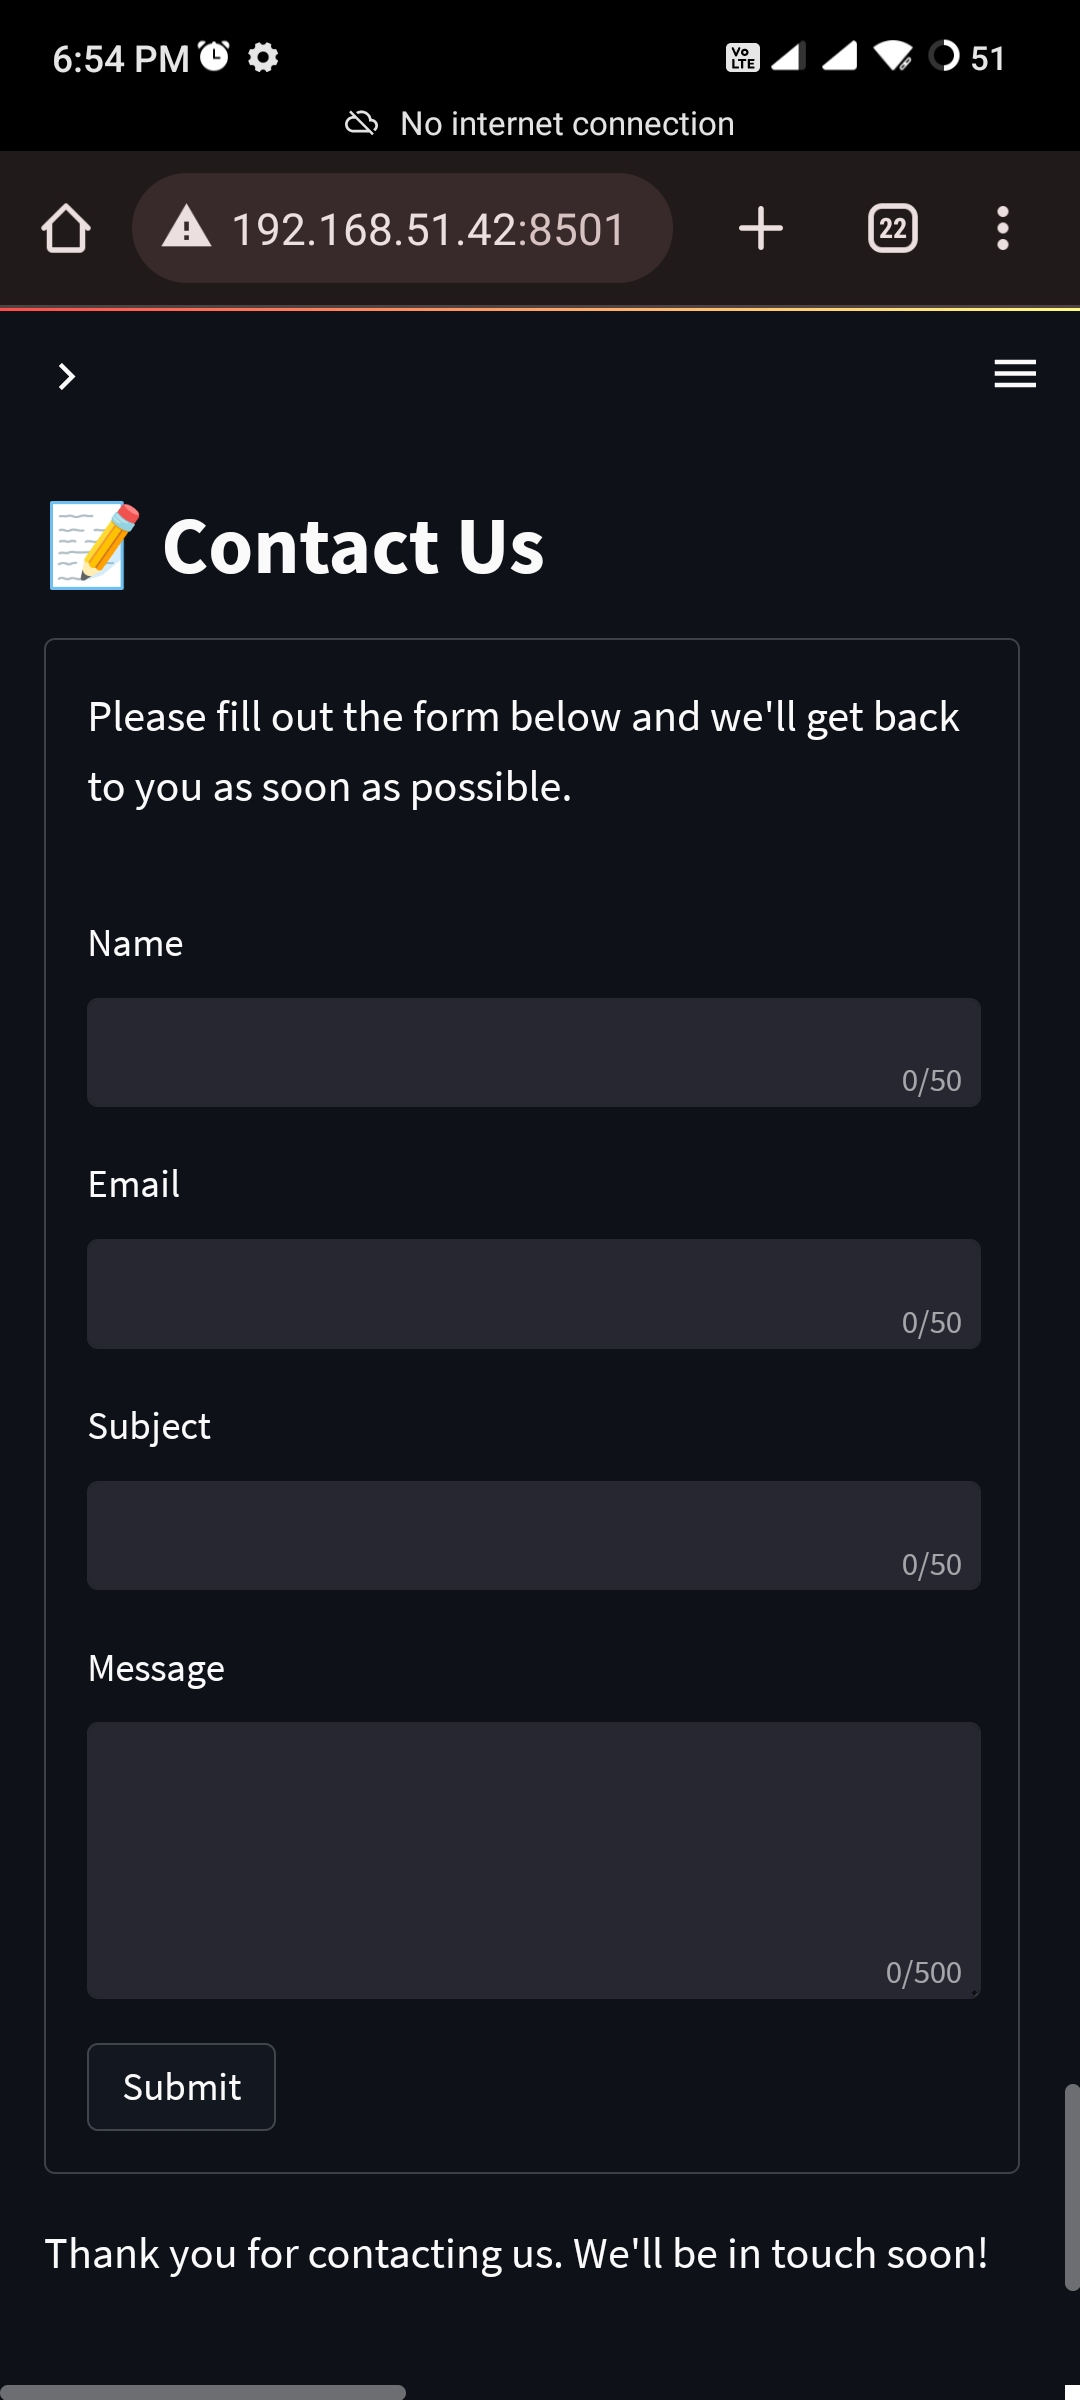 6:54 PM
Vo LTE
51
No internet connection
192.168.51.42:8501
22
Contact Us
Please fill out the form below and we'll get back
to you as soon as possible.
Name
0/50
Email
0/50
Subject
0/50
Message
0/500
Submit
Thank you for contacting us. We'll be in touch soon!